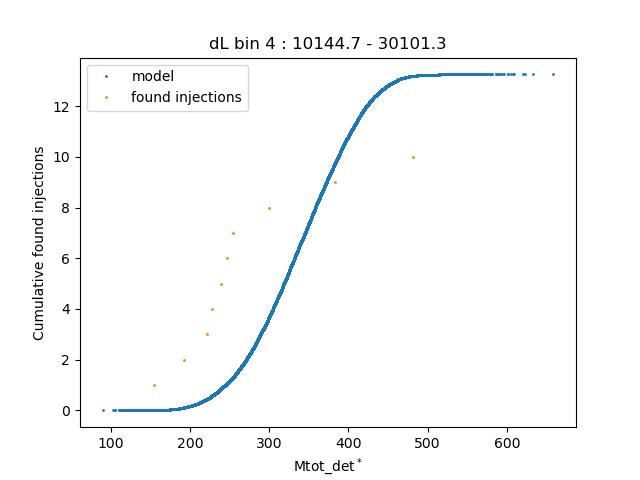 dL bin 4 : 10144.7 - 30101.3
model
found injections
Cumulative found injections
12
10
8
6
4
2
0
100 200 300 400 500 600
Mtot_det*